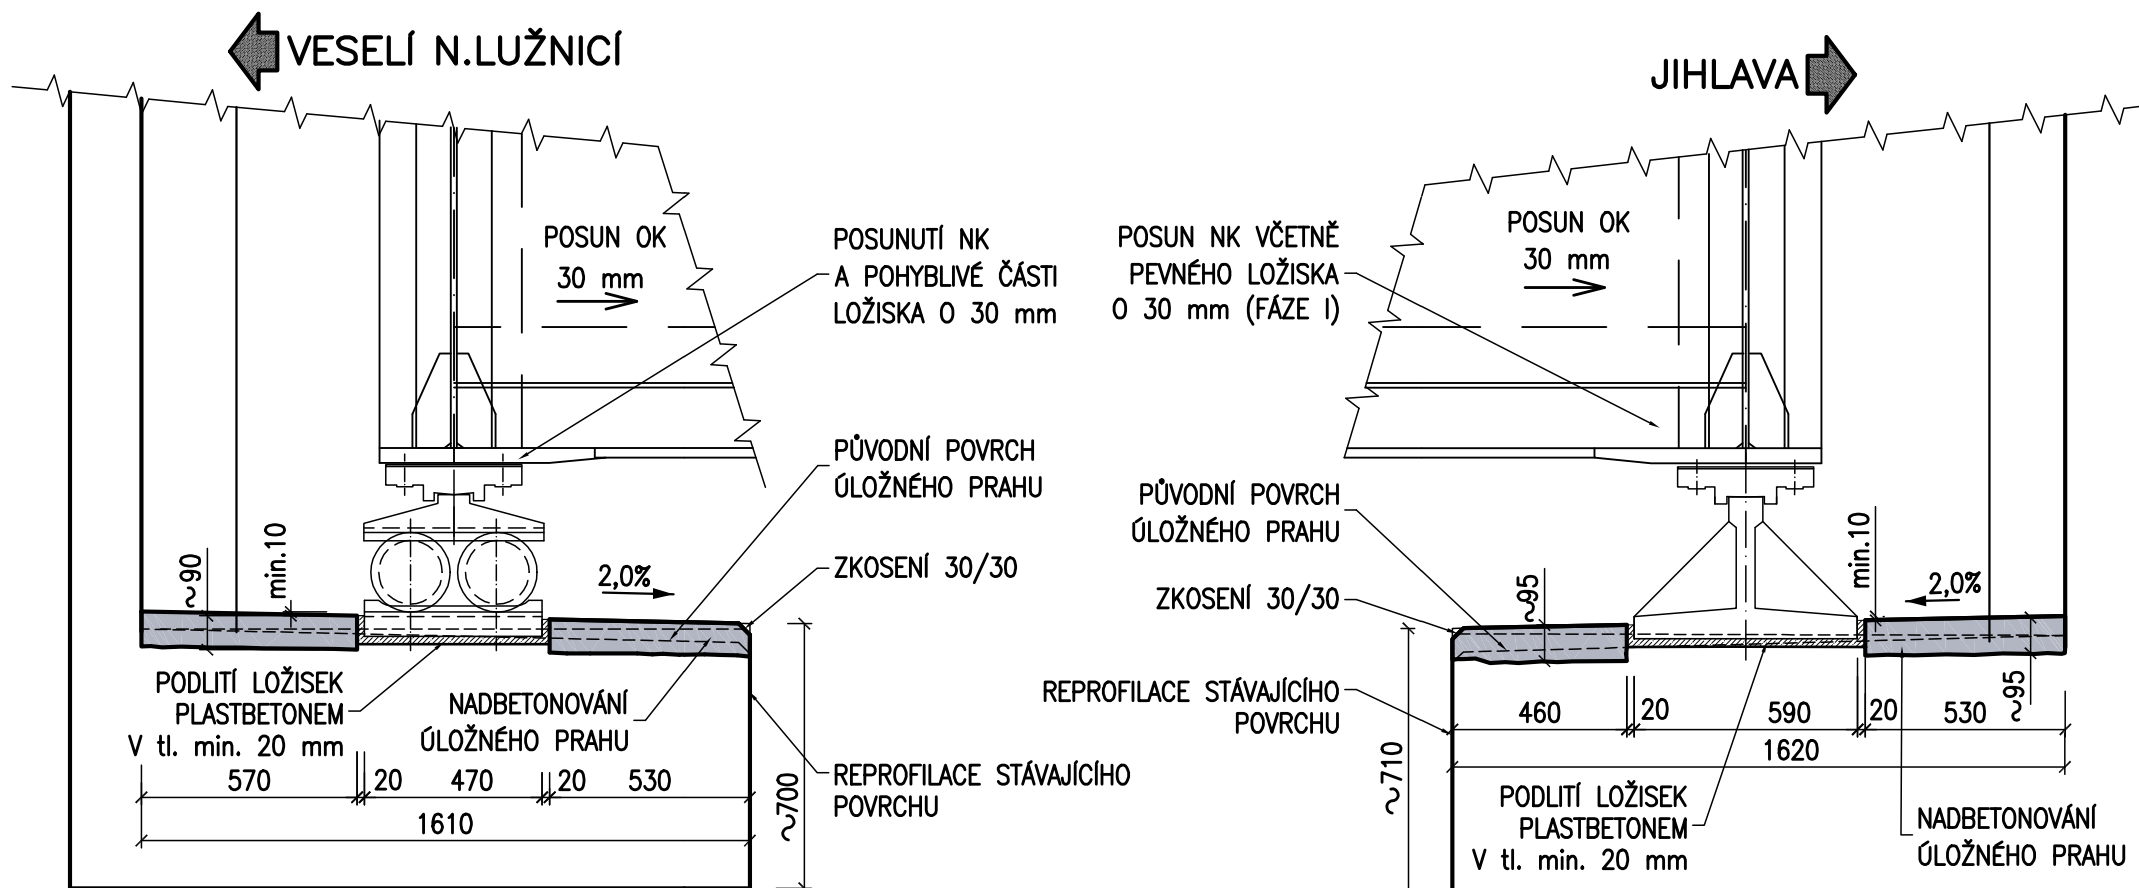 VESELÍ N.LUŽNICÍ
JIHLAVA
POSUN OK
30 mm
POSUNUTÍ NK
A POHYBLIVÉ ČÁSTI
LOŽISKA O 30 mm
POSUN NK VČETNĚ
PEVNÉHO LOŽISKA
O 30 mm (FÁZE I)
POSUN OK
30 mm
PŮVODNÍ POVRCH
ÚLOŽNÉHO PRAHU
PŮVODNÍ POVRCH
ÚLOŽNÉHO PRAHU
~90
min.10
2,0%
ZKOSENÍ 30/30
ZKOSENÍ 30/30
~95
min.10
2,0%
PODLITÍ LOŽISEK
PLASTBETONEM
V tl. min. 20 mm
NADBETONOVÁNÍ
ÚLOŽNÉHO PRAHU
REPROFILACE STÁVAJÍCÍHO
POVRCHU
460
20
590
20
530
~95
1620
570
20
470
20
530
1610
~700
REPROFILACE STÁVAJÍCÍHO
POVRCHU
~710
PODLITÍ LOŽISEK
PLASTBETONEM
V tl. min. 20 mm
NADBETONOVÁNÍ
ÚLOŽNÉHO PRAHU